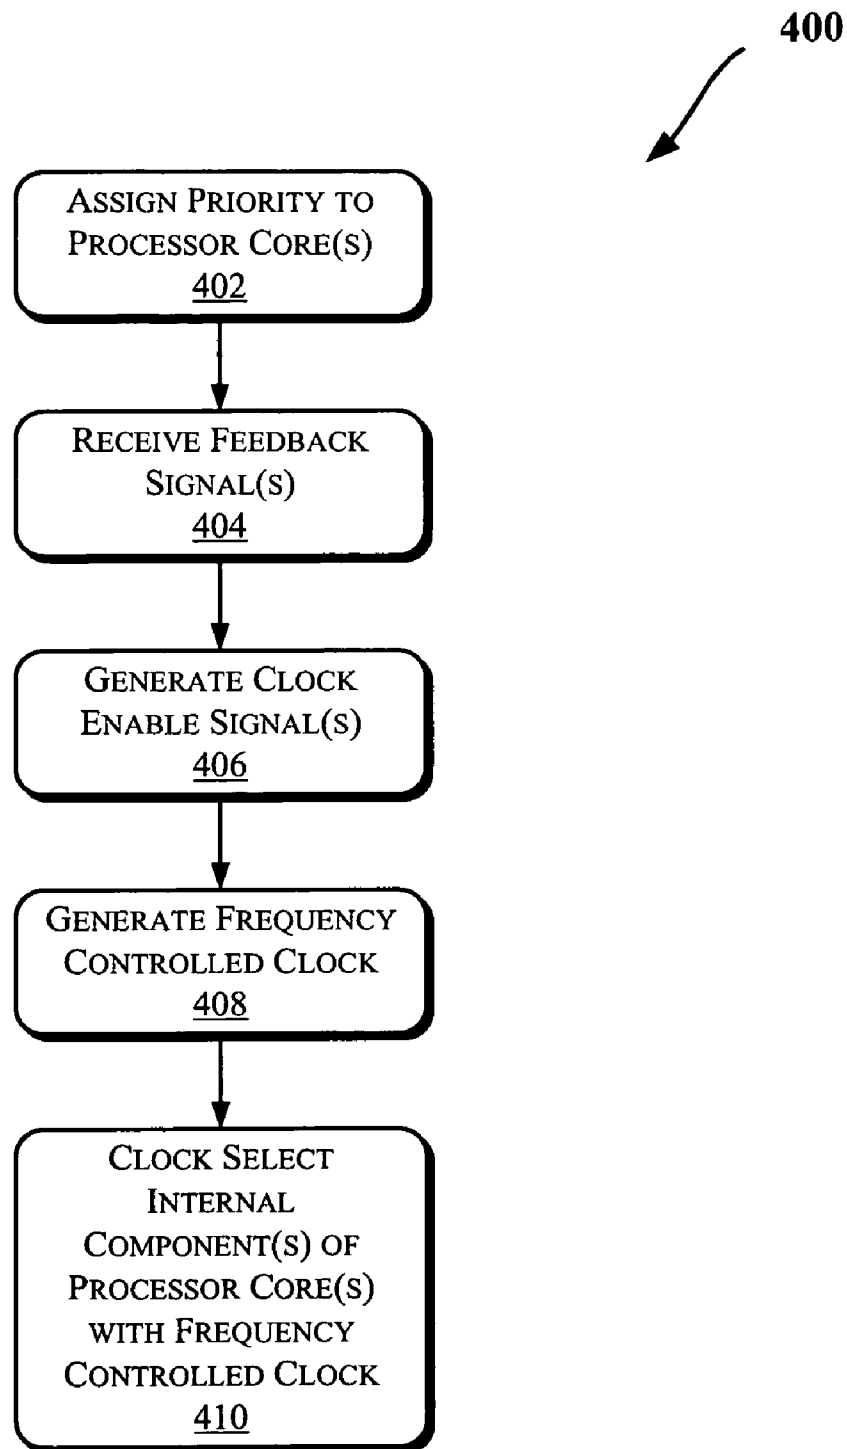 400
ASSIGN PRIORITY TO
PROCESSOR CORE(S)
402
RECEIVE FEEDBACK
SIGNAL(S)
404
GENERATE CLOCK
ENABLE SIGNAL(S)
406
GENERATE FREQUENCY
CONTROLLED CLOCK
408
CLOCK SELECT
INTERNAL
COMPONENT(S) OF
PROCESSOR CORE(S)
WITH FREQUENCY
CONTROLLED CLOCK
410